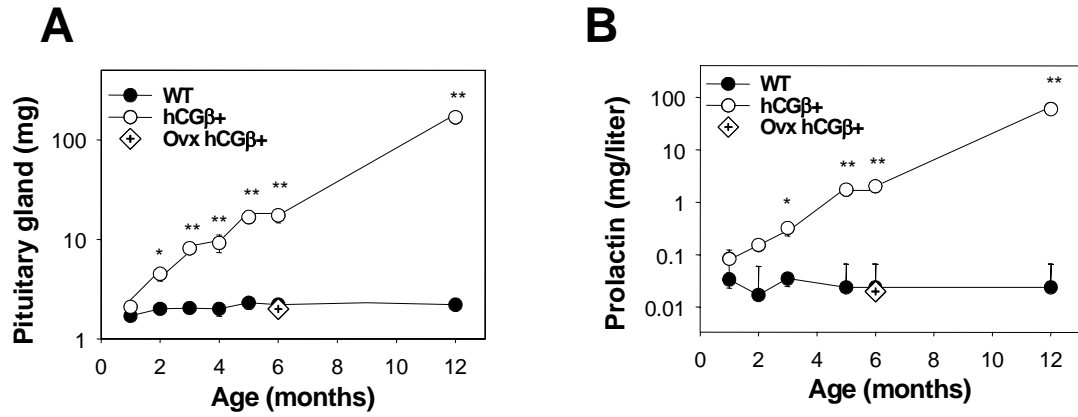 A
WT
hCGβ+
Ovx hCGβ+
Pituitary gland (mg)
100
10
1
*
**
**
**
**
**
0 2 4 6 8 10 12
Age (months)
B
WT
hCGβ+
Ovx hCGβ+
Prolactin (mg/liter)
100
10
1
0.1
0.01
*
**
**
**
0 2 4 6 8 10 12
Age (months)